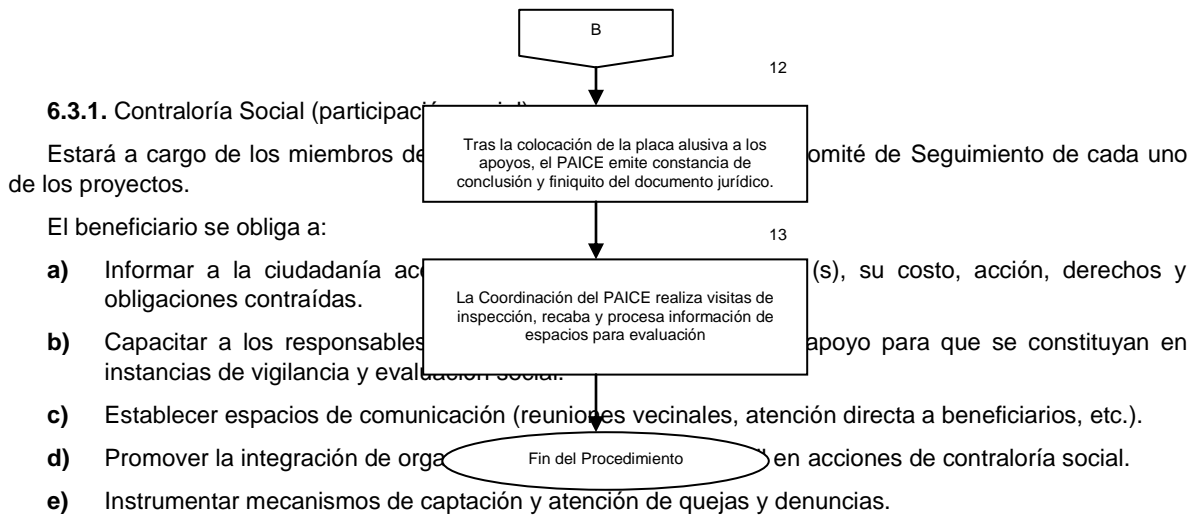 B
12
6.3.1. Contraloría Social (participaci
Tras la colocación de la placa alusiva a los
apoyos, el PAICE emite constancia de
conclusión y finiquito del documento jurídico.
Estará a cargo de los miembros de omité de Seguimiento de cada uno
de los proyectos.
El beneficiario se obliga a:
13
a) Informar a la ciudadanía (s), su costo, acción, derechos y
obligaciones contraídas.
La Coordinación del PAICE realiza visitas de
inspección, recaba y procesa información de
espacios para evaluación
b) Capacitar a los responsables apoyo para que se constituyan en
instancias de vigilancia y evaluación social.
c) Establecer espacios de comunicación (reuniones vecinales, atención directa a beneficiarios, etc.).
d) Promover la integración de en acciones de contraloría social.
Fin del Procedimiento
e) Instrumentar mecanismos de captación y atención de quejas y denuncias.